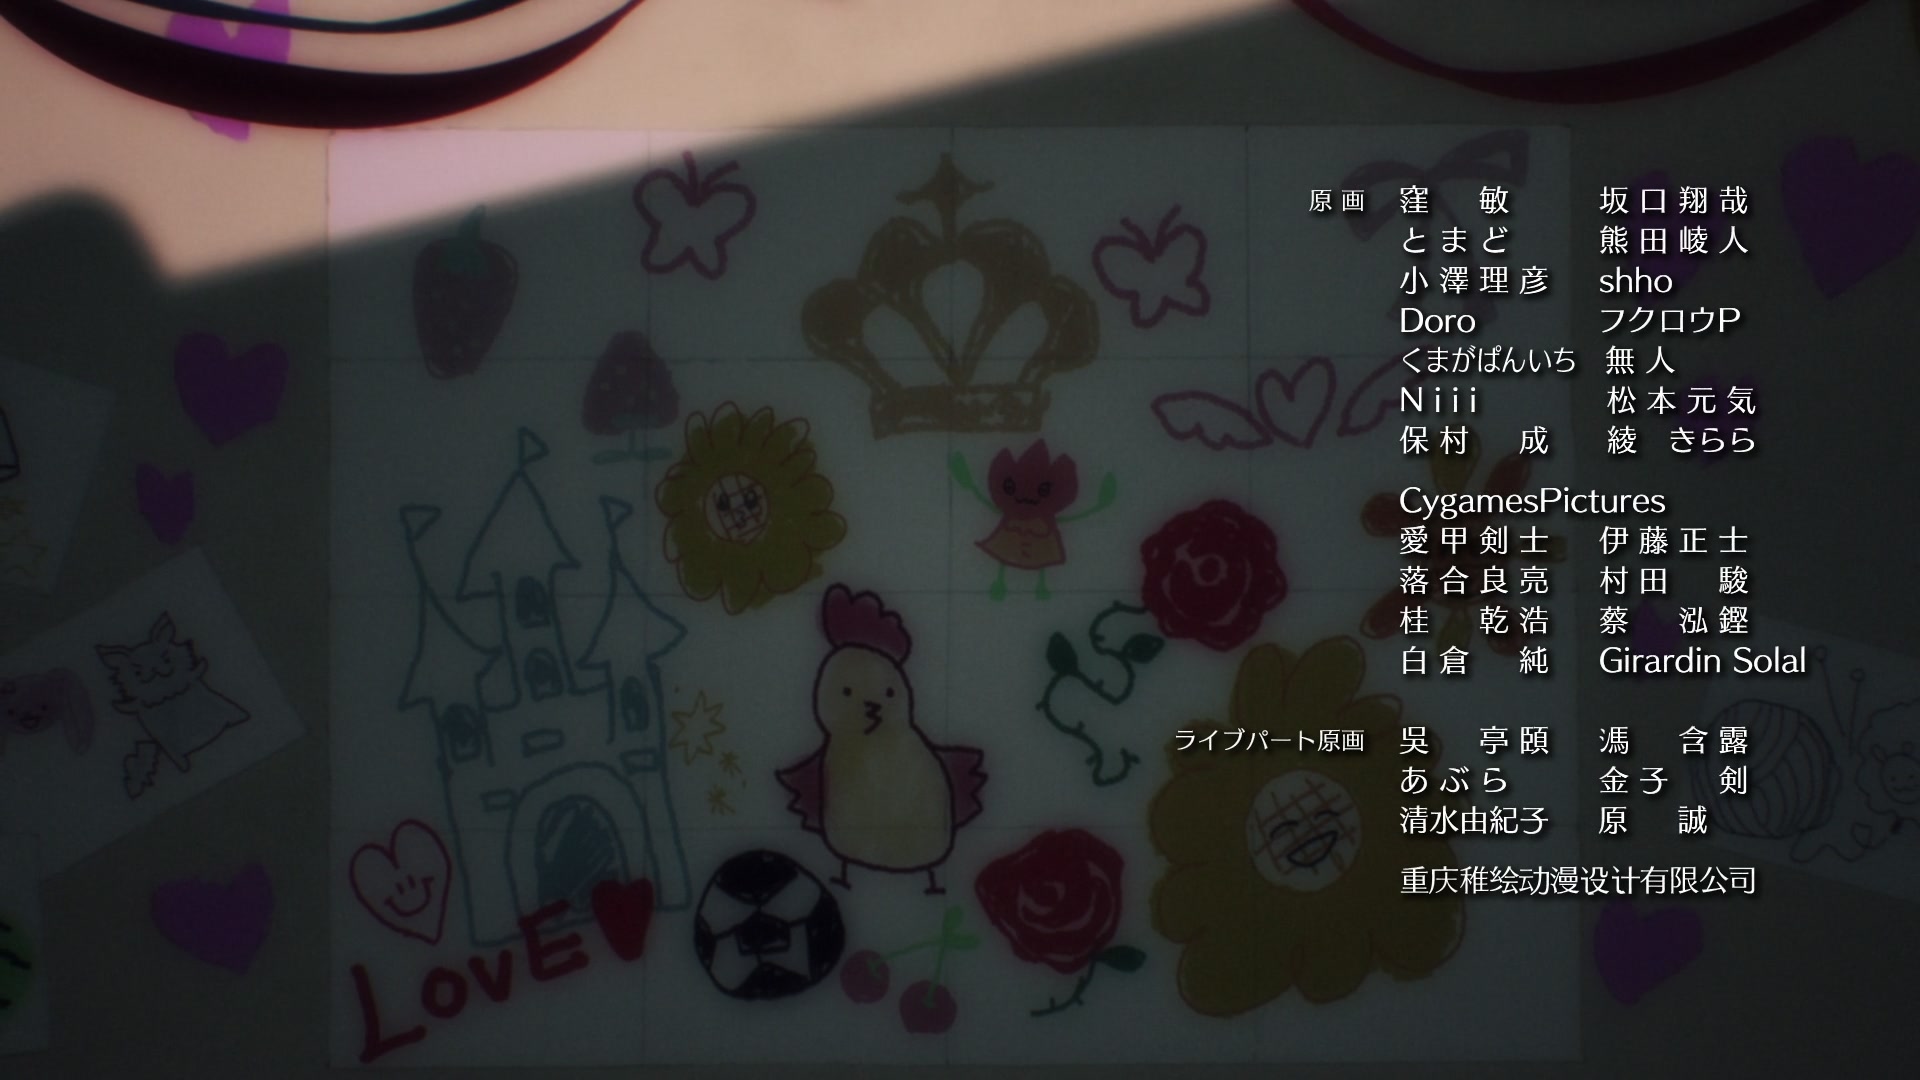 原画 窪 敏 坂口翔哉
とまど 熊田崚人
小澤理彦 shho
Doro フクロウP
くまがぱんいち 無人
Niii 松本元気
保村 成 綾 きらら
CygamesPictures
愛甲剣士 伊藤正士
落合良亮 村田 駿
桂 乾浩 蔡 泓鏗
白倉 純 Girardin Solal
ライブパート原画 呉 亭頤 馮 含露
あぶら 金子 剣
清水由紀子 原 誠
重庆稚绘动漫设计有限公司
LOVE